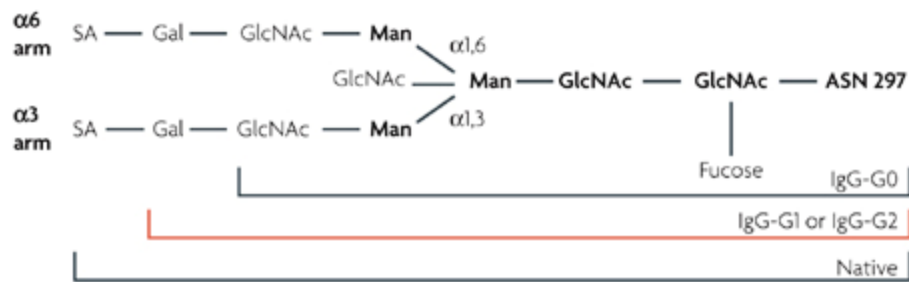 α6 arm SA Gal GlcNAc Man
α1,6
GlcNAc Man GlcNAc GlcNAc ASN 297
α1,3
α3 arm SA Gal GlcNAc Man
Fucose
IgG-G0
IgG-G1 or IgG-G2
Native